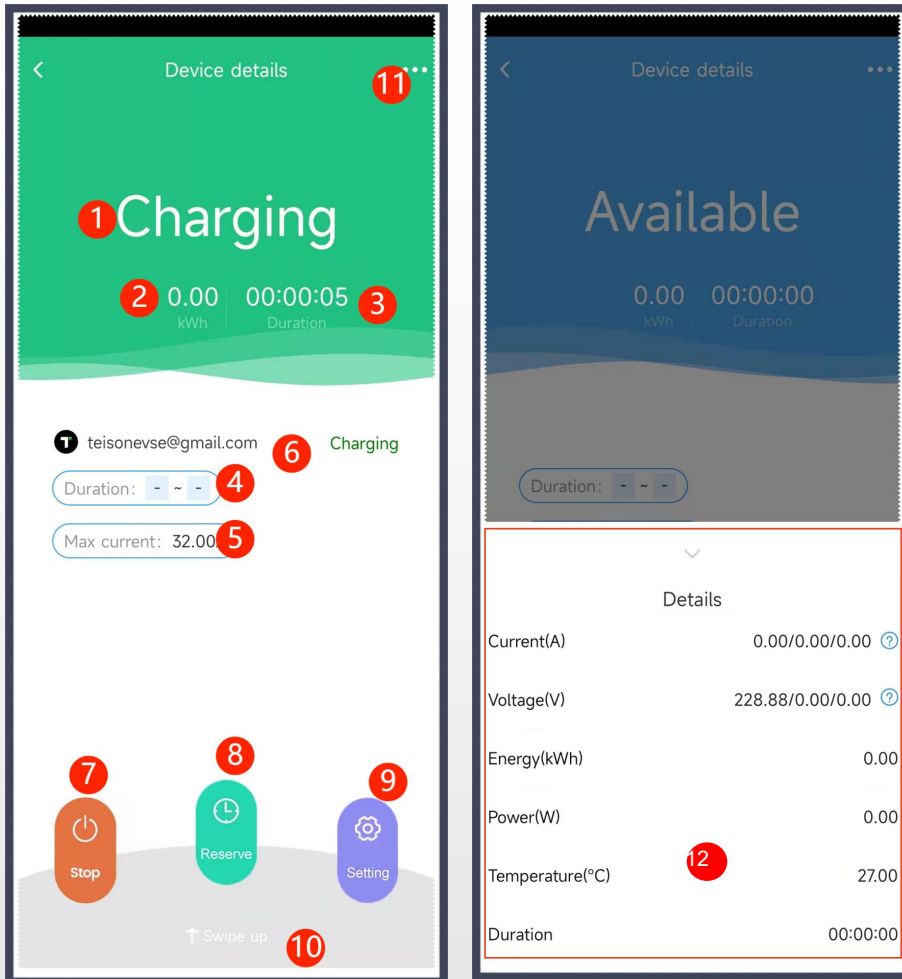 Device details
11
1 Charging
2 0.00 00:00:05 3
kWh Duration
teisonevse@gmail.com 6 Charging
Duration: - ~ - 4
Max current: 32.00 5
7 8 9
Stop
Reserve
Setting
Swipe up 10
Device details
Available
0.00 00:00:00
kWh Duration
Duration: - ~ -
Details
Current(A) 0.00/0.00/0.00 ?
Voltage(V) 228.88/0.00/0.00 ?
Energy(kWh) 0.00
Power(W) 0.00
12
Temperature(°C) 27.00
Duration 00:00:00